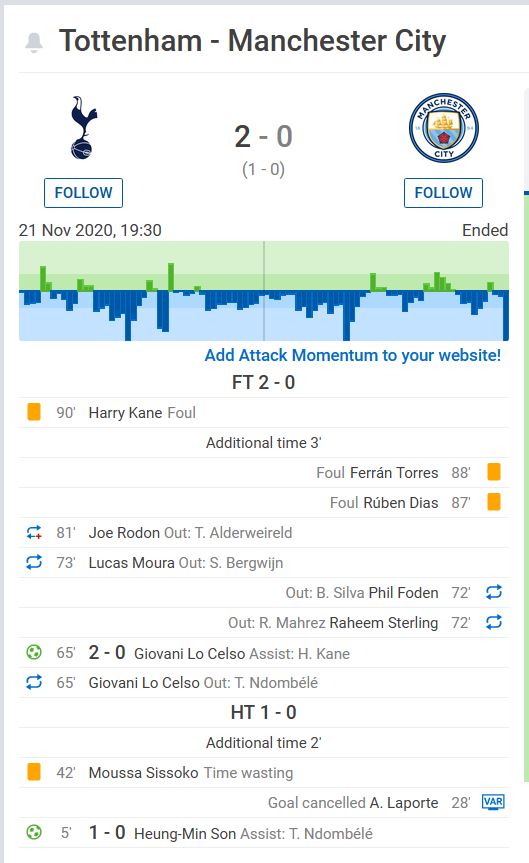 Tottenham - Manchester City
MANCHESTER
18 94
CITY
2 - 0
(1 - 0)
FOLLOW
FOLLOW
21 Nov 2020, 19:30 Ended
Add Attack Momentum to your website!
FT 2 - 0
90' Harry Kane Foul
Additional time 3'
Foul Ferrán Torres 88'
Foul Rúben Dias 87'
81' Joe Rodon Out: T. Alderweireld
73' Lucas Moura Out: S. Bergwijn
Out: B. Silva Phil Foden 72'
Out: R. Mahrez Raheem Sterling 72'
65' 2 - 0 Giovani Lo Celso Assist: H. Kane
65' Giovani Lo Celso Out: T. Ndombélé
HT 1 - 0
Additional time 2'
42' Moussa Sissoko Time wasting
Goal cancelled A. Laporte 28' VAR
5' 1 - 0 Heung-Min Son Assist: T. Ndombélé